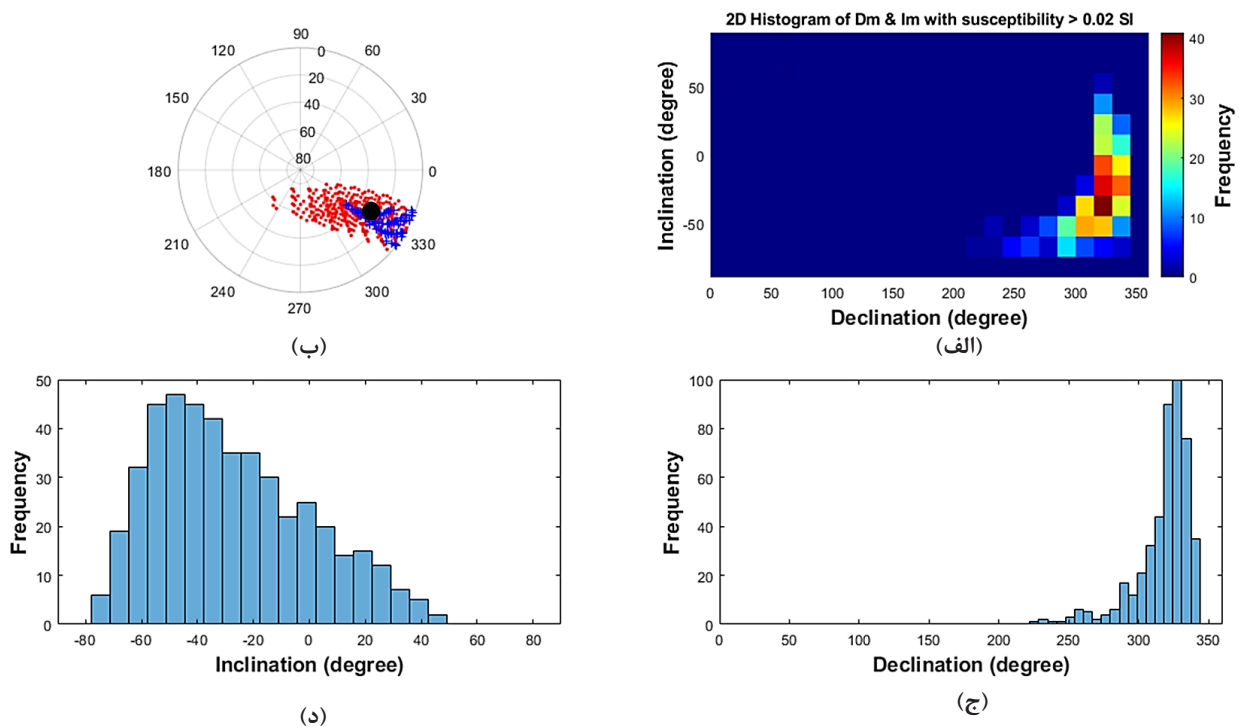 2D Histogram of Dm & Im with susceptibility > 0.02 SI
50
0
-50
Inclination (degree)
0 50 100 150 200 250 300 350
Declination (degree)
40
30
20
10
0
Frequency
(الف)
90
120 60
150 30
180 0
210 330
240 300
270
0
20
40
60
80
(ب)
100
80
60
40
20
0
Frequency
0 50 100 150 200 250 300 350
Declination (degree)
(ج)
50
40
30
20
10
0
Frequency
-80 -60 -40 -20 0 20 40 60 80
Inclination (degree)
(د)